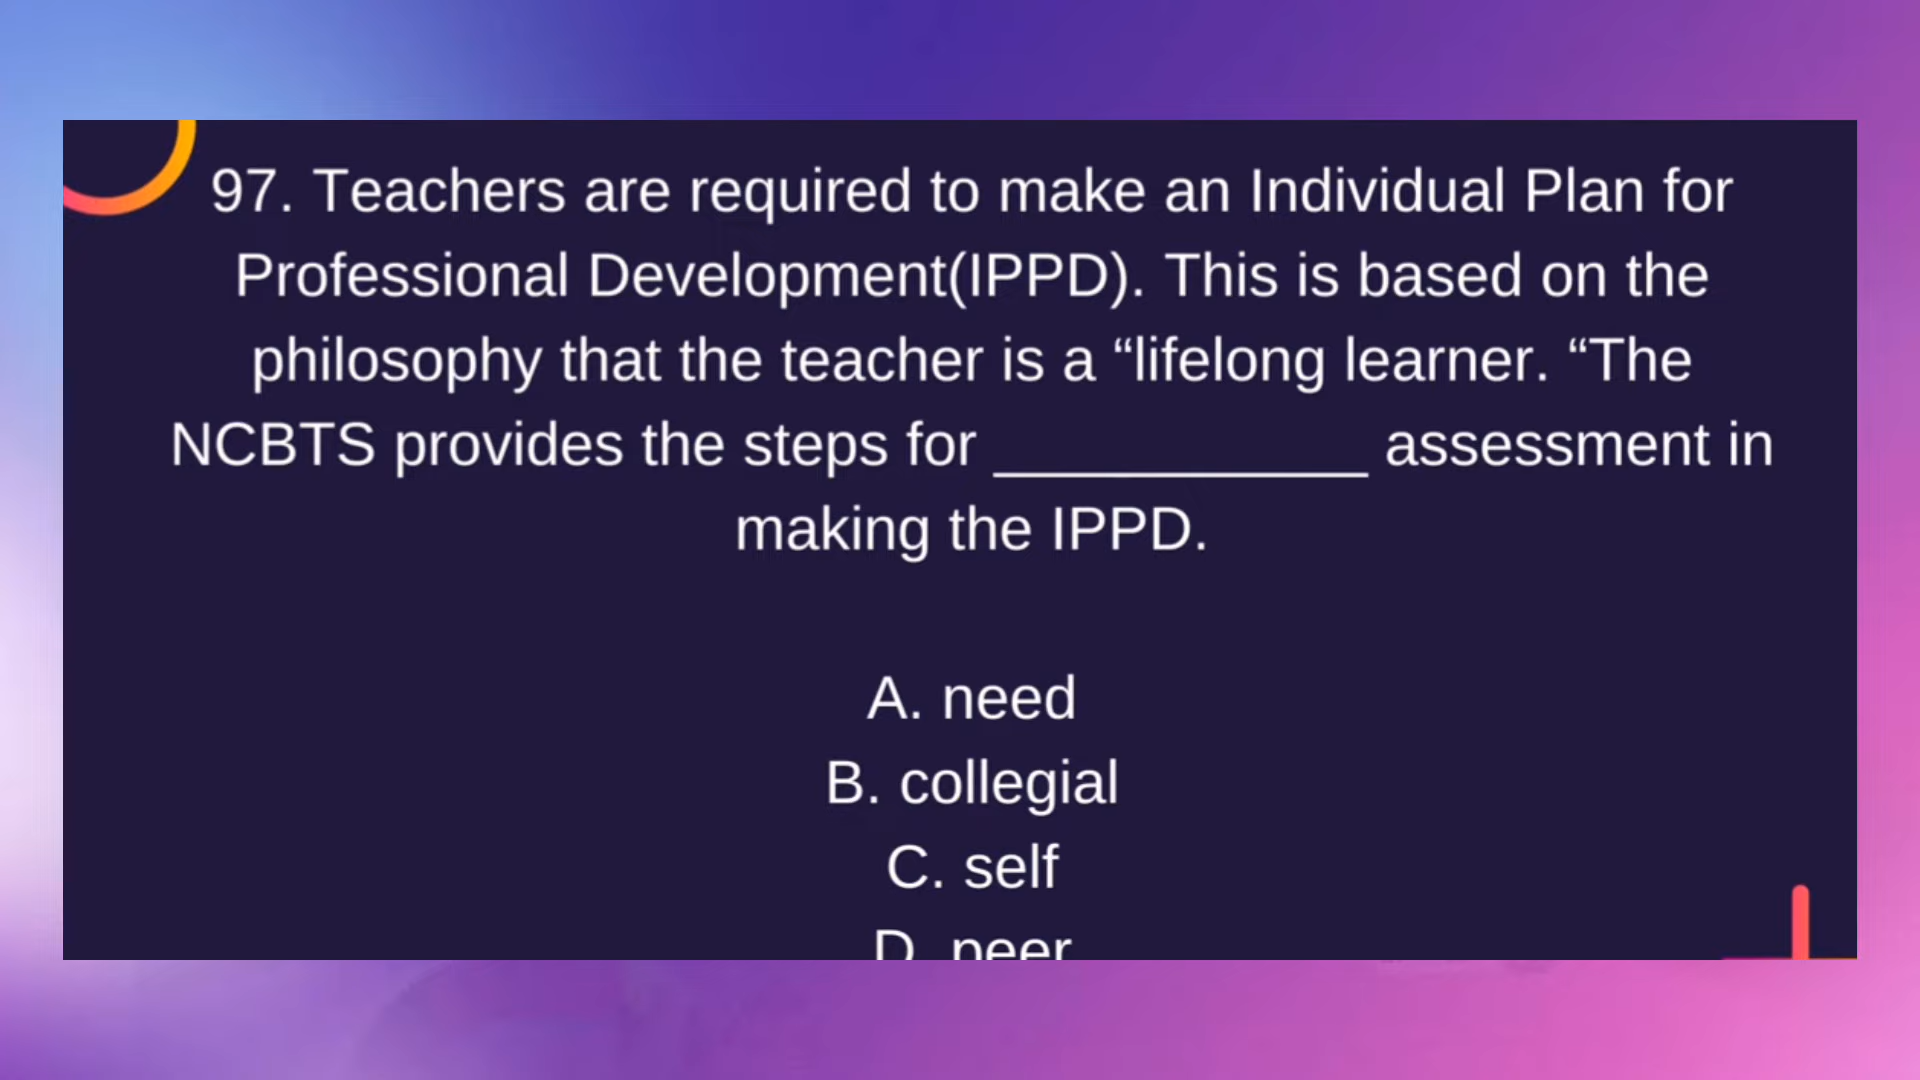 97. Teachers are required to make an Individual Plan for
Professional Development(IPPD). This is based on the
philosophy that the teacher is a “lifelong learner. “The
NCBTS provides the steps for ___________ assessment in
making the IPPD.
A. need
B. collegial
C. self
D. peer